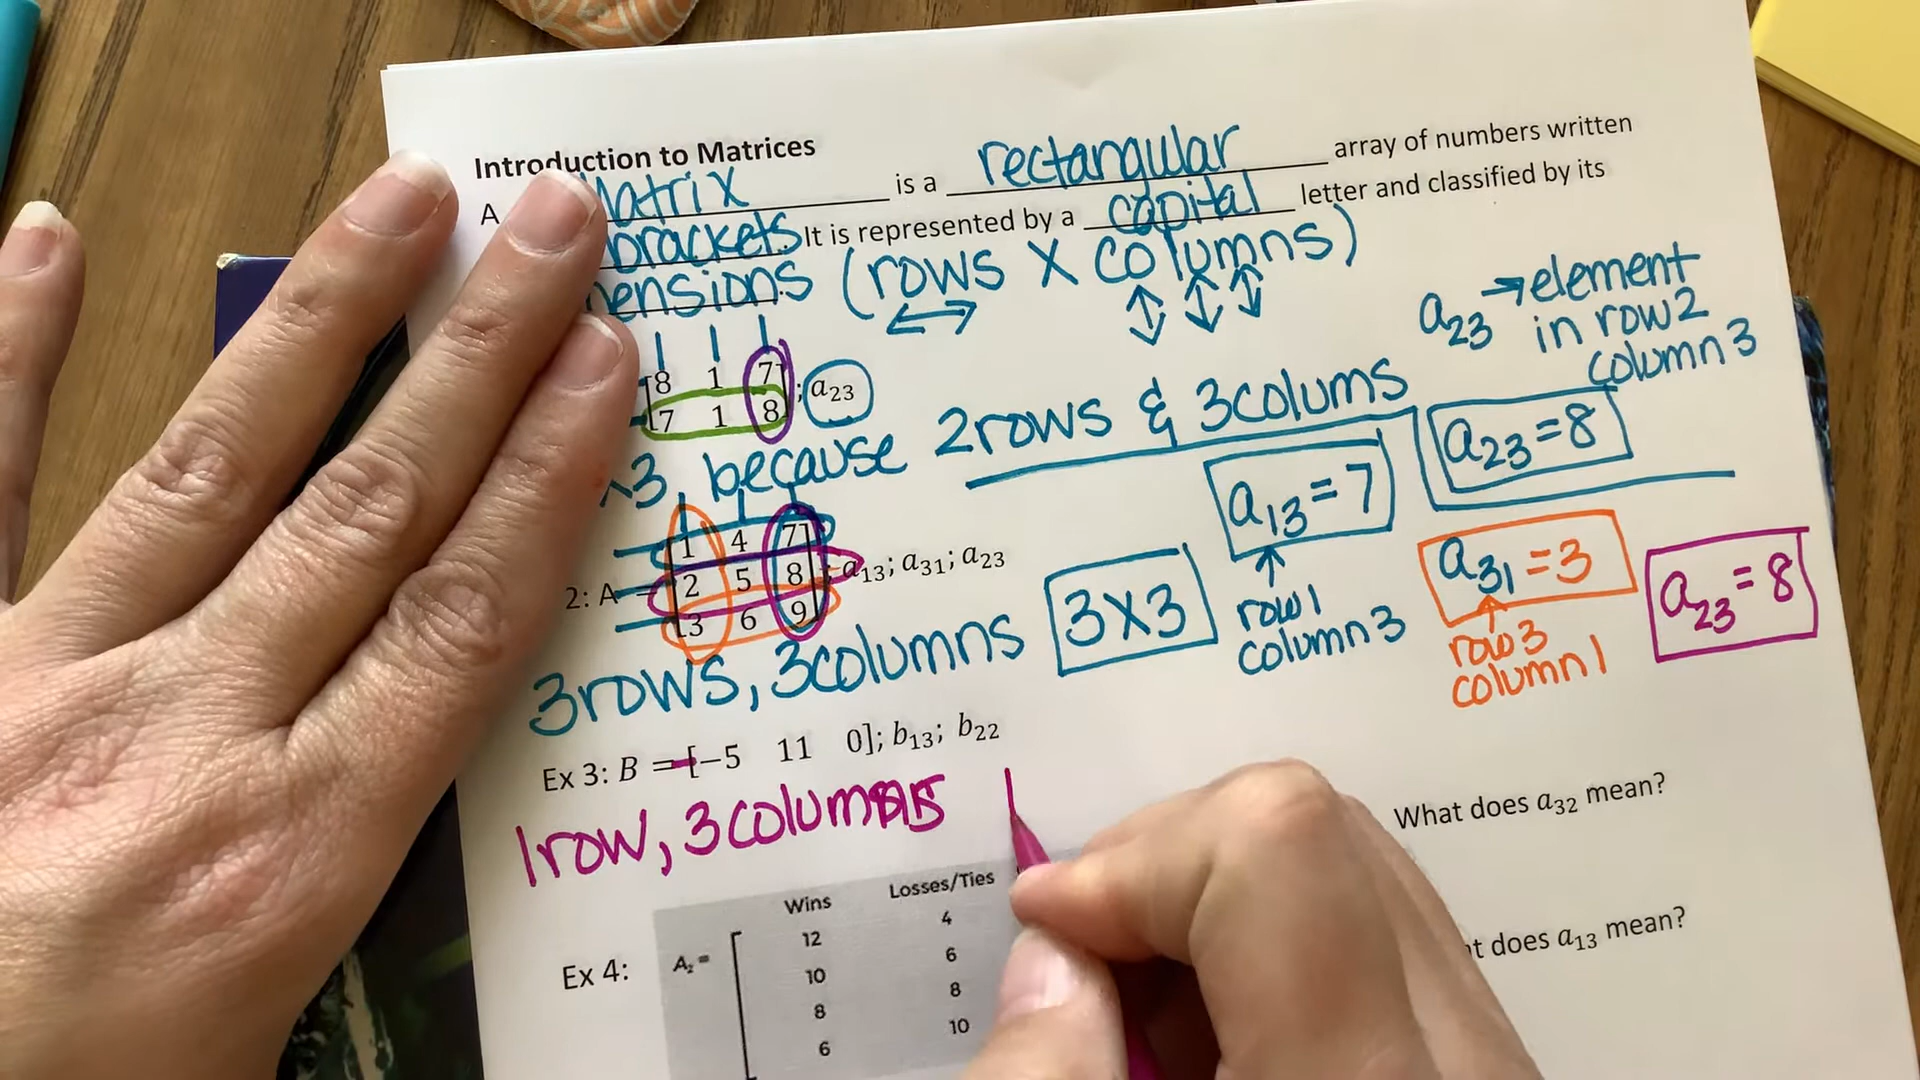 Introduction to Matrices
A matrix is a rectangular array of numbers written
brackets. It is represented by a capital letter and classified by its
mensions (rows X columns)
a23 → element
in row 2
column 3
[8 1 7]
[7 1 8] ; a23
x3, because 2rows & 3colums
a23 = 8
a13 = 7
row 1
column 3
[1 4 7]
2: A = [2 5 8] ; a13; a31; a23
[3 6 9]
3rows, 3columns
3X3
a31 = 3
row 3
column 1
a23 = 8
Ex 3: B = [−5 11 0]; b13; b22
1row, 3columns 1
What does a32 mean?
Wins Losses/Ties
Ex 4: A2 =
12 4
10 6
8 8
6 10
t does a13 mean?